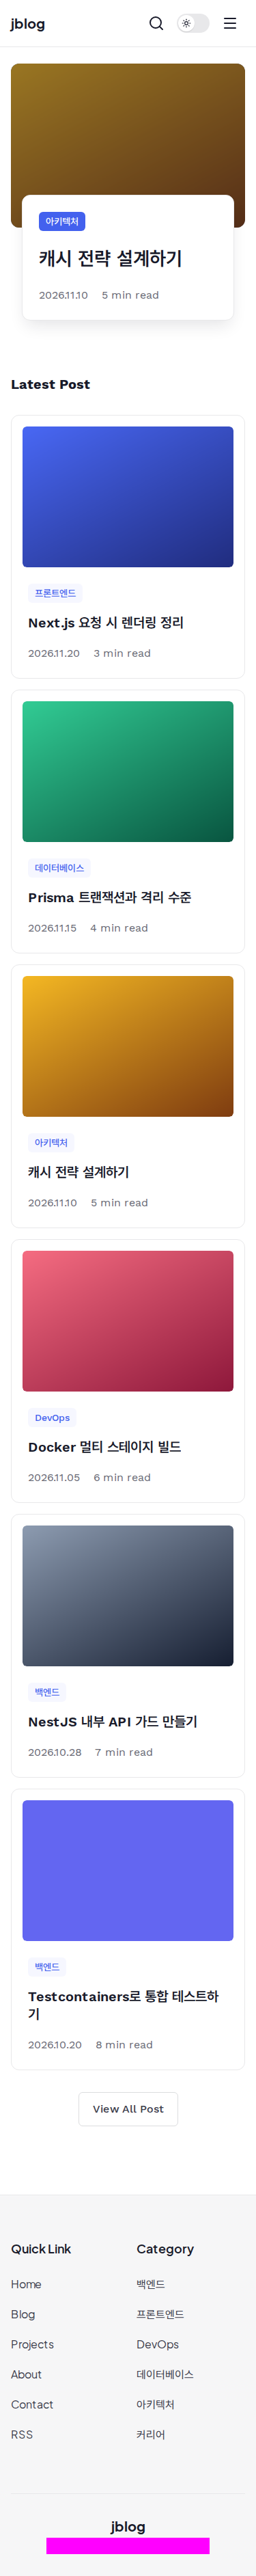 jblog
아키텍처
캐시 전략 설계하기
2026.11.10 5 min read
Latest Post
프론트엔드
Next.js 요청 시 렌더링 정리
2026.11.20 3 min read
데이터베이스
Prisma 트랜잭션과 격리 수준
2026.11.15 4 min read
아키텍처
캐시 전략 설계하기
2026.11.10 5 min read
DevOps
Docker 멀티 스테이지 빌드
2026.11.05 6 min read
백엔드
NestJS 내부 API 가드 만들기
2026.10.28 7 min read
백엔드
Testcontainers로 통합 테스트하
기
2026.10.20 8 min read
View All Post
Quick Link
Home
Blog
Projects
About
Contact
RSS
Category
백엔드
프론트엔드
DevOps
데이터베이스
아키텍처
커리어
jblog